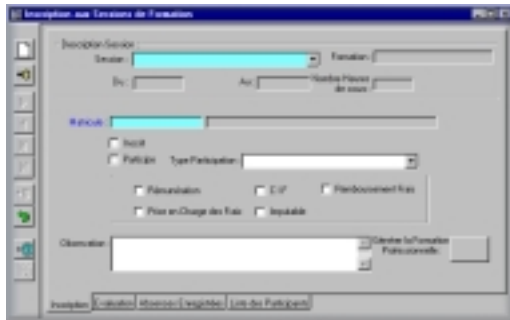 Inscription aux Sessions de Formation
Description Session
Session : Formation :
Du : Au : Nombre Heures
de cours
Matricule :
Inscrit
Participe Type Participation :
Rémunération C.I.F Remboursement Frais
Prise en Charge des Frais Imputable
Observation : Générer la Formation
Professionnelle
Inscription Evaluation Absences Enregistrées Liste des Participants